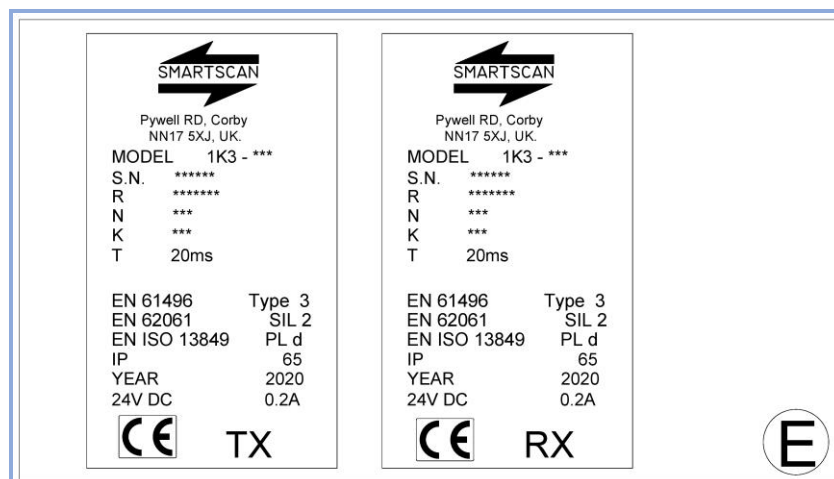 SMARTSCAN
Pywell RD, Corby
NN17 5XJ, UK.
MODEL 1K3 - ***
S.N. ******
R *******
N ***
K ***
T 20ms
EN 61496 Type 3
EN 62061 SIL 2
EN ISO 13849 PL d
IP 65
YEAR 2020
24V DC 0.2A
CE TX
SMARTSCAN
Pywell RD, Corby
NN17 5XJ, UK.
MODEL 1K3 - ***
S.N. ******
R *******
N ***
K ***
T 20ms
EN 61496 Type 3
EN 62061 SIL 2
EN ISO 13849 PL d
IP 65
YEAR 2020
24V DC 0.2A
CE RX
E